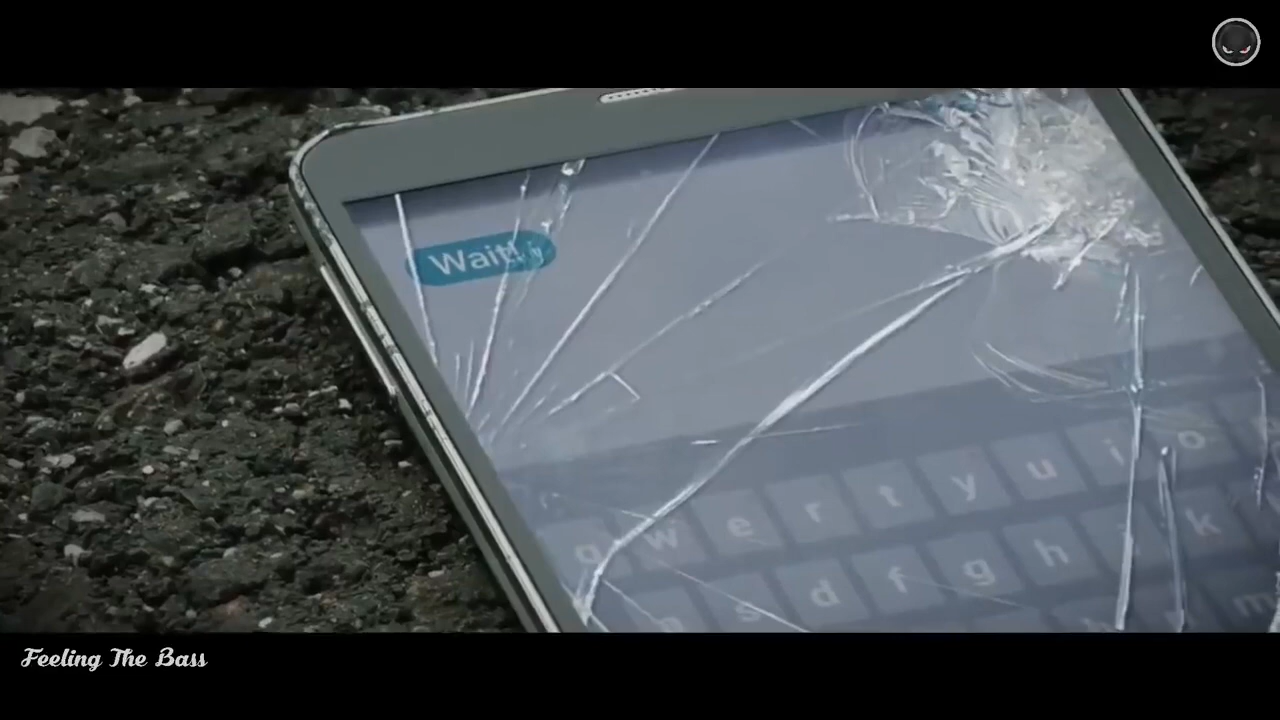 Wait!
q w e r t y u i o
s d f g h k
m
Feeling The Bass